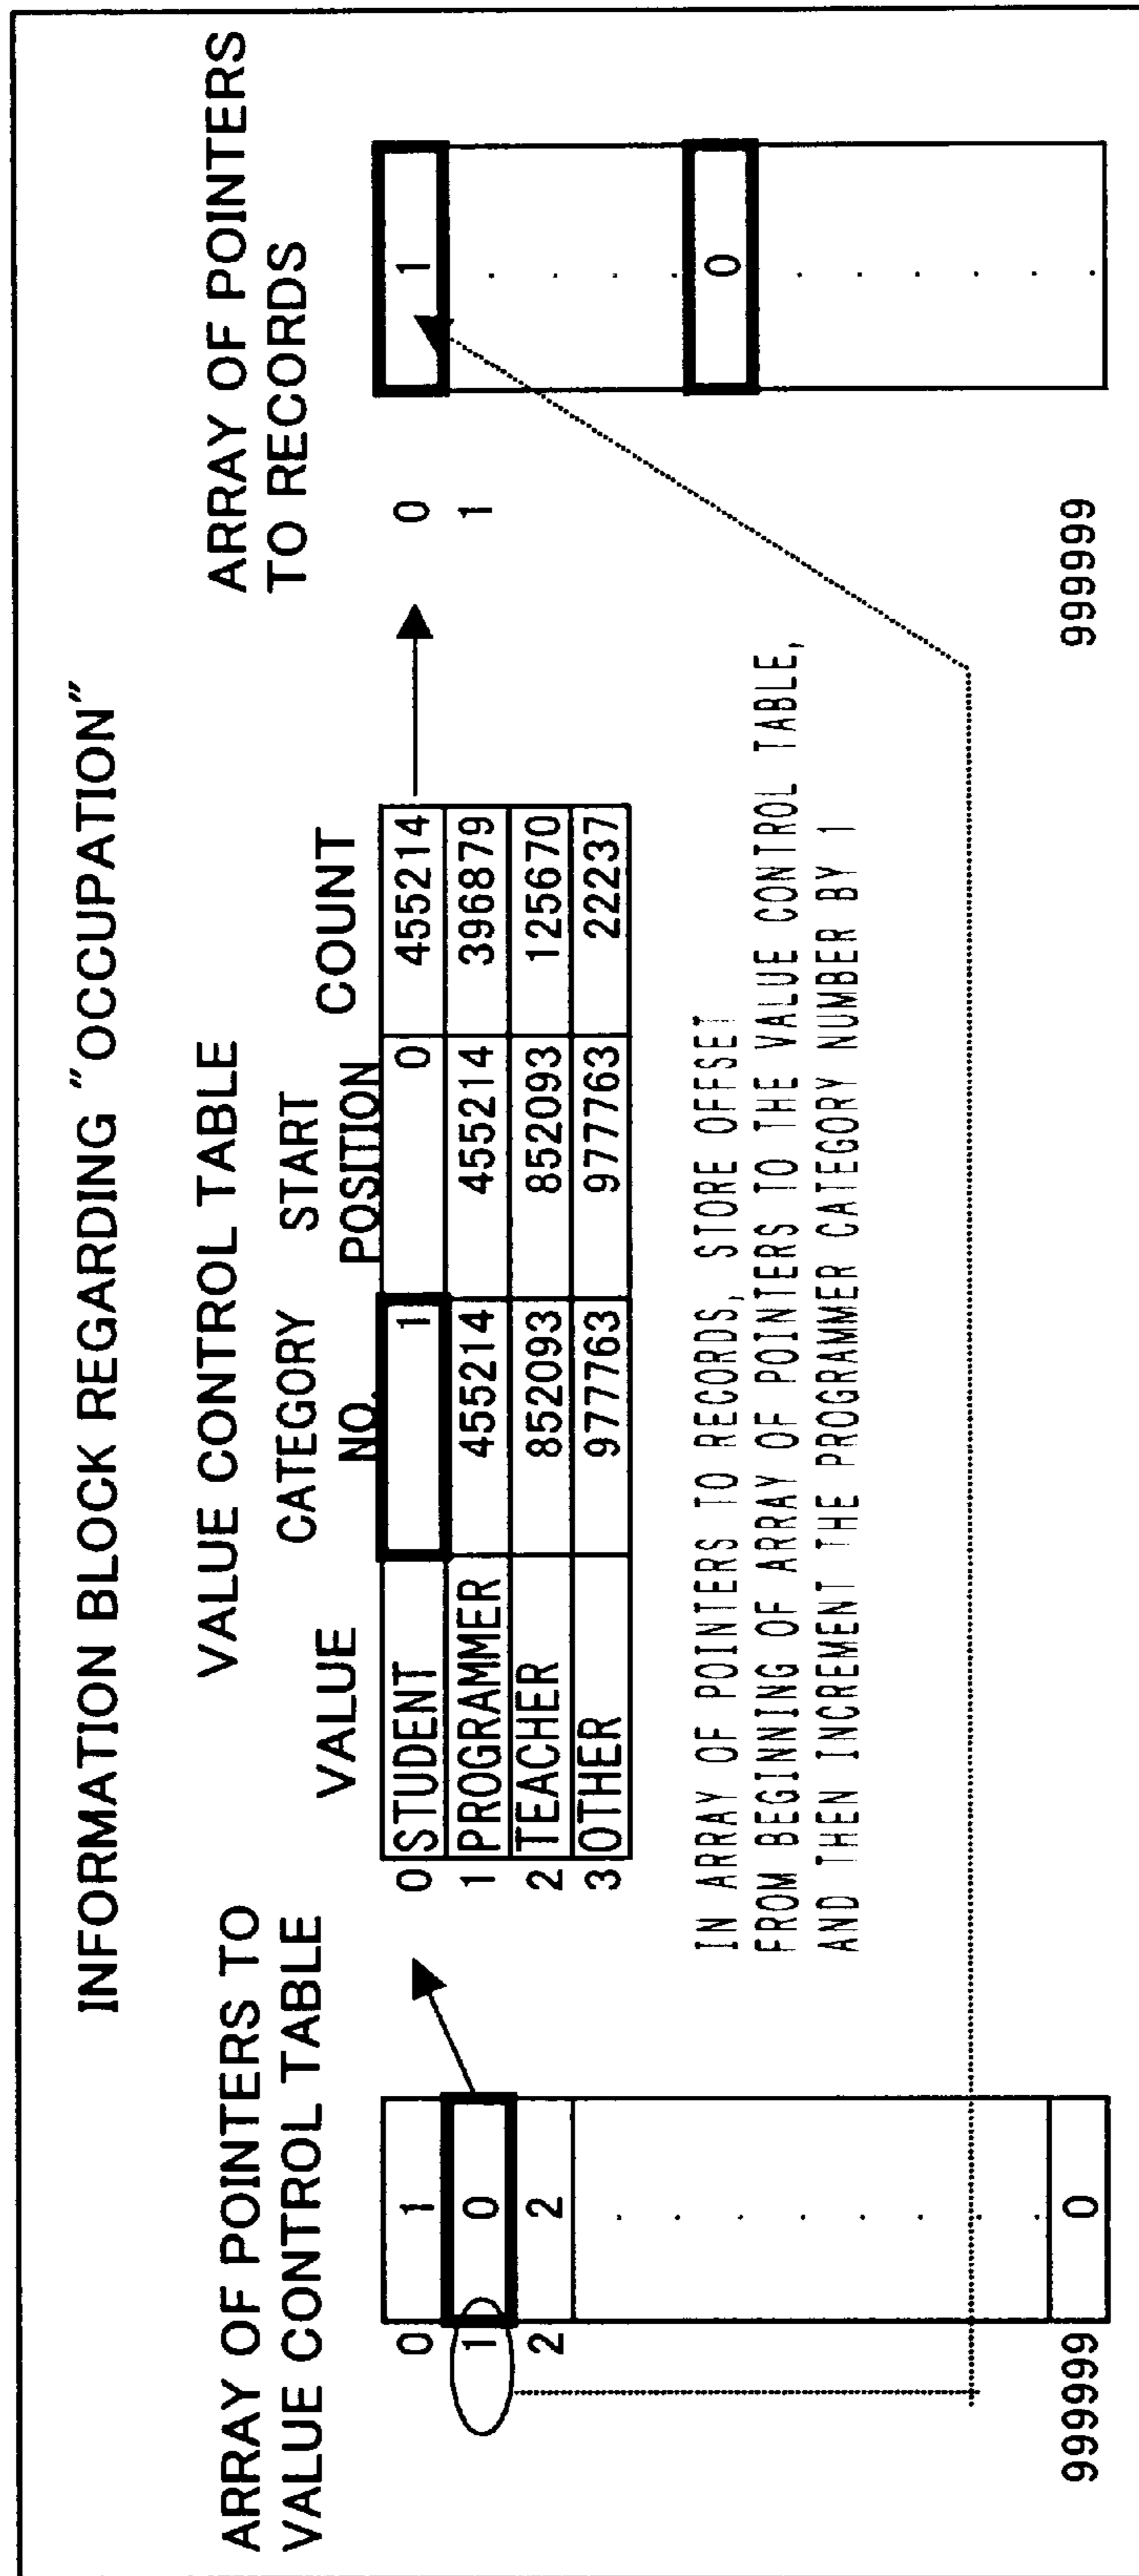 INFORMATION BLOCK REGARDING "OCCUPATION"
ARRAY OF POINTERS TO
VALUE CONTROL TABLE
0 1
1 0
2 2
999999 0
VALUE CONTROL TABLE
VALUE CATEGORY NO. START POSITION COUNT
0 STUDENT 1 0 455214
1 PROGRAMMER 455214 455214 396879
2 TEACHER 852093 852093 125670
3 OTHER 977763 977763 22237
IN ARRAY OF POINTERS TO RECORDS, STORE OFFSET
FROM BEGINNING OF ARRAY OF POINTERS TO THE VALUE CONTROL TABLE,
AND THEN INCREMENT THE PROGRAMMER CATEGORY NUMBER BY 1
ARRAY OF POINTERS
TO RECORDS
0 1
1
0
999999